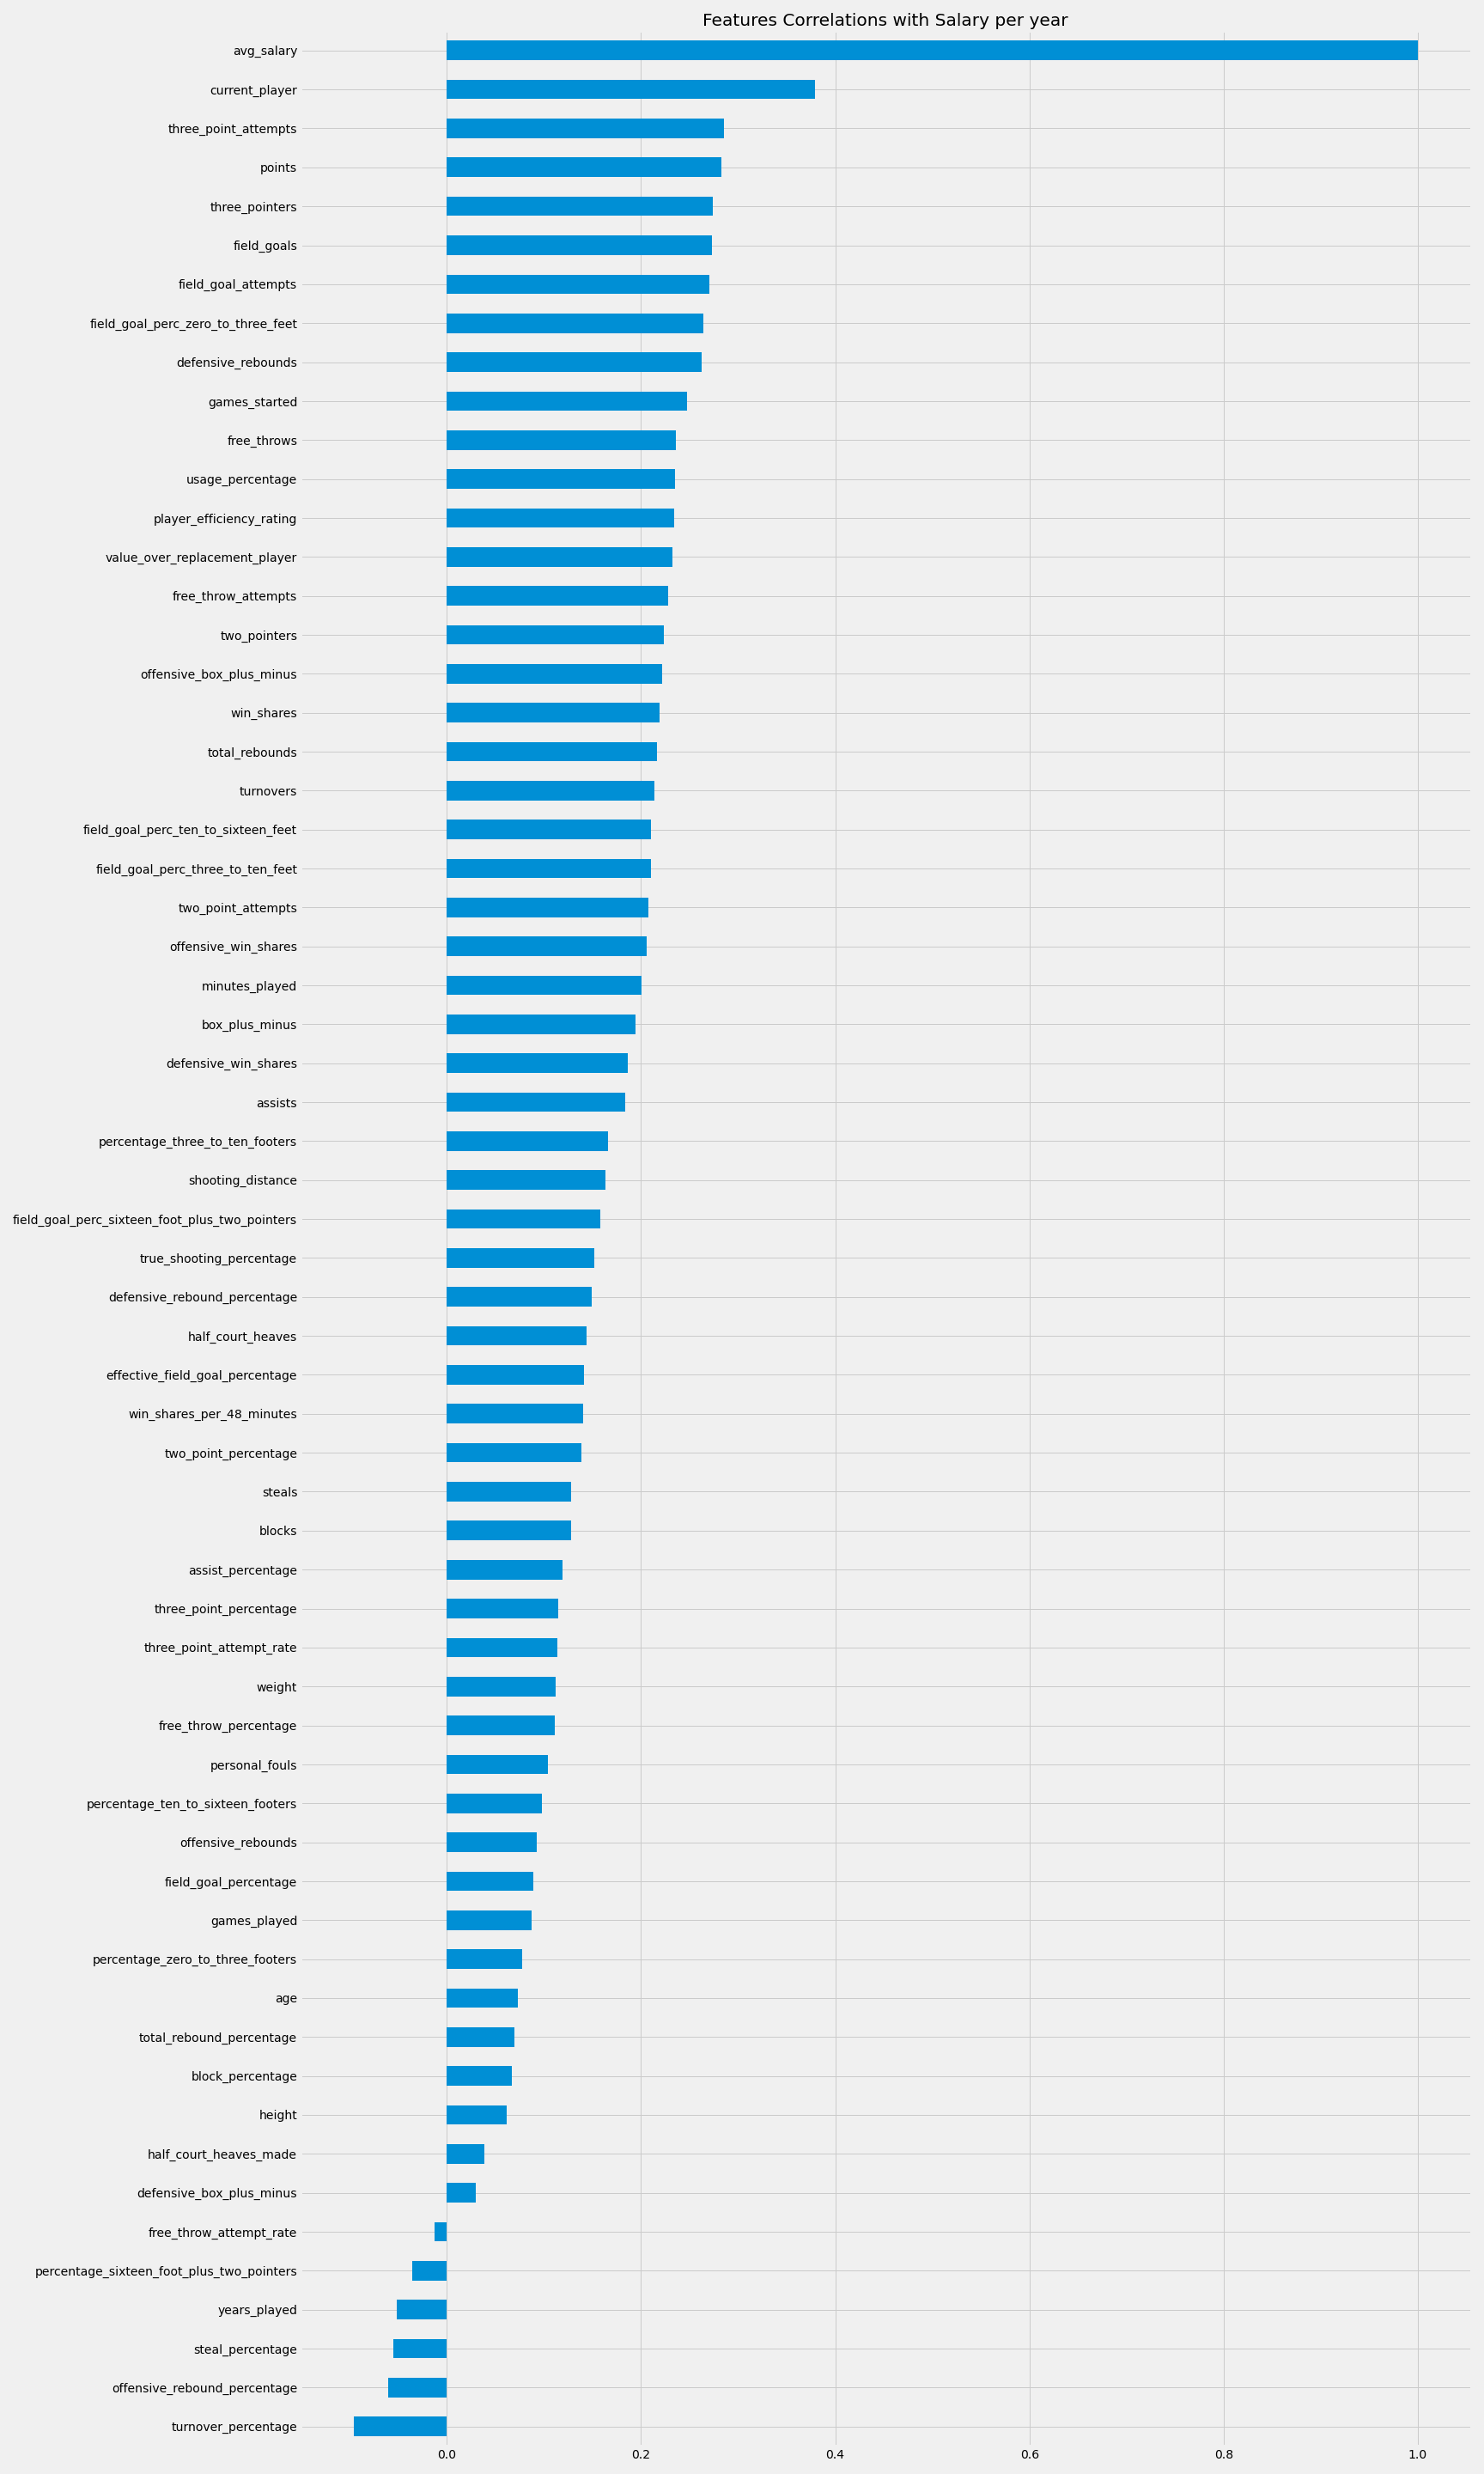 Features Correlations with Salary per year
avg_salary
current_player
three_point_attempts
points
three_pointers
field_goals
field_goal_attempts
field_goal_perc_zero_to_three_feet
defensive_rebounds
games_started
free_throws
usage_percentage
player_efficiency_rating
value_over_replacement_player
free_throw_attempts
two_pointers
offensive_box_plus_minus
win_shares
total_rebounds
turnovers
field_goal_perc_ten_to_sixteen_feet
field_goal_perc_three_to_ten_feet
two_point_attempts
offensive_win_shares
minutes_played
box_plus_minus
defensive_win_shares
assists
percentage_three_to_ten_footers
shooting_distance
field_goal_perc_sixteen_foot_plus_two_pointers
true_shooting_percentage
defensive_rebound_percentage
half_court_heaves
effective_field_goal_percentage
win_shares_per_48_minutes
two_point_percentage
steals
blocks
assist_percentage
three_point_percentage
three_point_attempt_rate
weight
free_throw_percentage
personal_fouls
percentage_ten_to_sixteen_footers
offensive_rebounds
field_goal_percentage
games_played
percentage_zero_to_three_footers
age
total_rebound_percentage
block_percentage
height
half_court_heaves_made
defensive_box_plus_minus
free_throw_attempt_rate
percentage_sixteen_foot_plus_two_pointers
years_played
steal_percentage
offensive_rebound_percentage
turnover_percentage
0.0 0.2 0.4 0.6 0.8 1.0